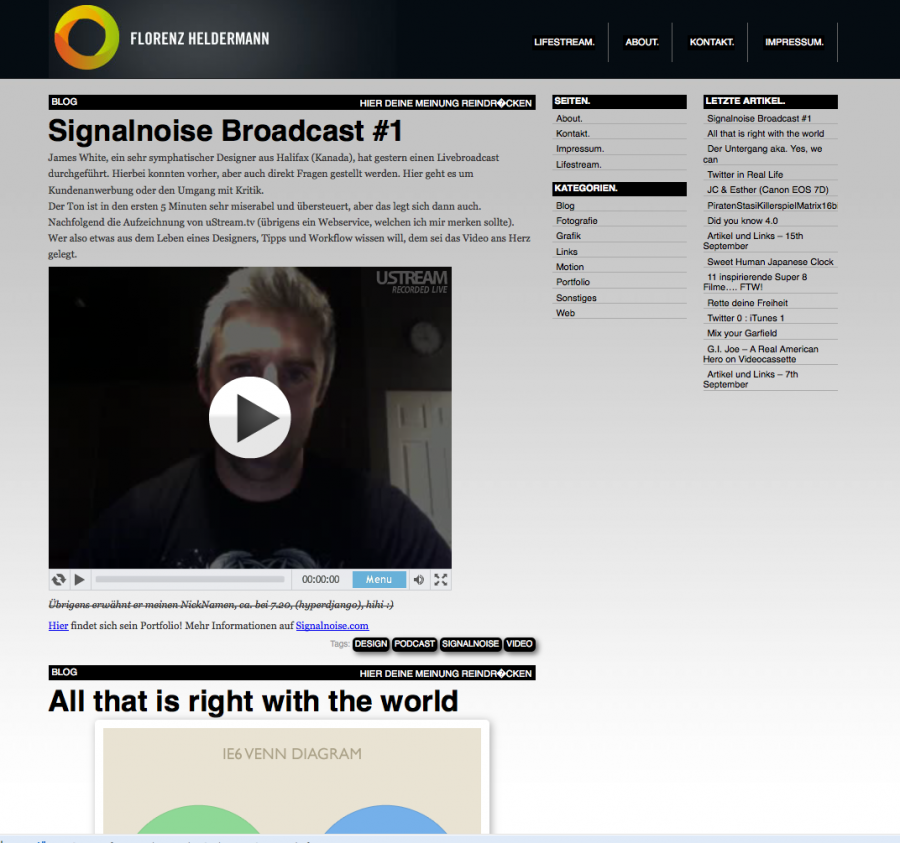 FLORENZ HELDERMANN
LIFESTREAM.
ABOUT.
KONTAKT.
IMPRESSUM.
BLOG
HIER DEINE MEINUNG REINDR�CKEN
Signalnoise Broadcast #1
James White, ein sehr symphatischer Designer aus Halifax (Kanada), hat gestern einen Livebroadcast
durchgeführt. Hierbei konnten vorher, aber auch direkt Fragen gestellt werden. Hier geht es um
Kundenanwerbung oder den Umgang mit Kritik.
Der Ton ist in den ersten 5 Minuten sehr miserabel und übersteuert, aber das legt sich dann auch.
Nachfolgend die Aufzeichnung von uStream.tv (übrigens ein Webservice, welchen ich mir merken sollte).
Wer also etwas aus dem Leben eines Designers, Tipps und Workflow wissen will, dem sei das Video ans Herz
gelegt.
USTREAM
RECORDED LIVE
00:00:00
Menu
Übrigens erwähnt er meinen NickNamen, ca. bei 7.20, (hyperdjango), hihi :)
Hier findet sich sein Portfolio! Mehr Informationen auf Signalnoise.com
Tags: DESIGN PODCAST SIGNALNOISE VIDEO
BLOG
HIER DEINE MEINUNG REINDR�CKEN
All that is right with the world
IE6 VENN DIAGRAM
SEITEN.
About.
Kontakt.
Impressum.
Lifestream.
KATEGORIEN.
Blog
Fotografie
Grafik
Links
Motion
Portfolio
Sonstiges
Web
LETZTE ARTIKEL.
Signalnoise Broadcast #1
All that is right with the world
Der Untergang aka. Yes, we
can
Twitter in Real Life
JC & Esther (Canon EOS 7D)
PiratenStasiKillerspielMatrix16b
Did you know 4.0
Artikel und Links – 15th
September
Sweet Human Japanese Clock
11 inspirierende Super 8
Filme…. FTW!
Rette deine Freiheit
Twitter 0 : iTunes 1
Mix your Garfield
G.I. Joe – A Real American
Hero on Videocassette
Artikel und Links – 7th
September